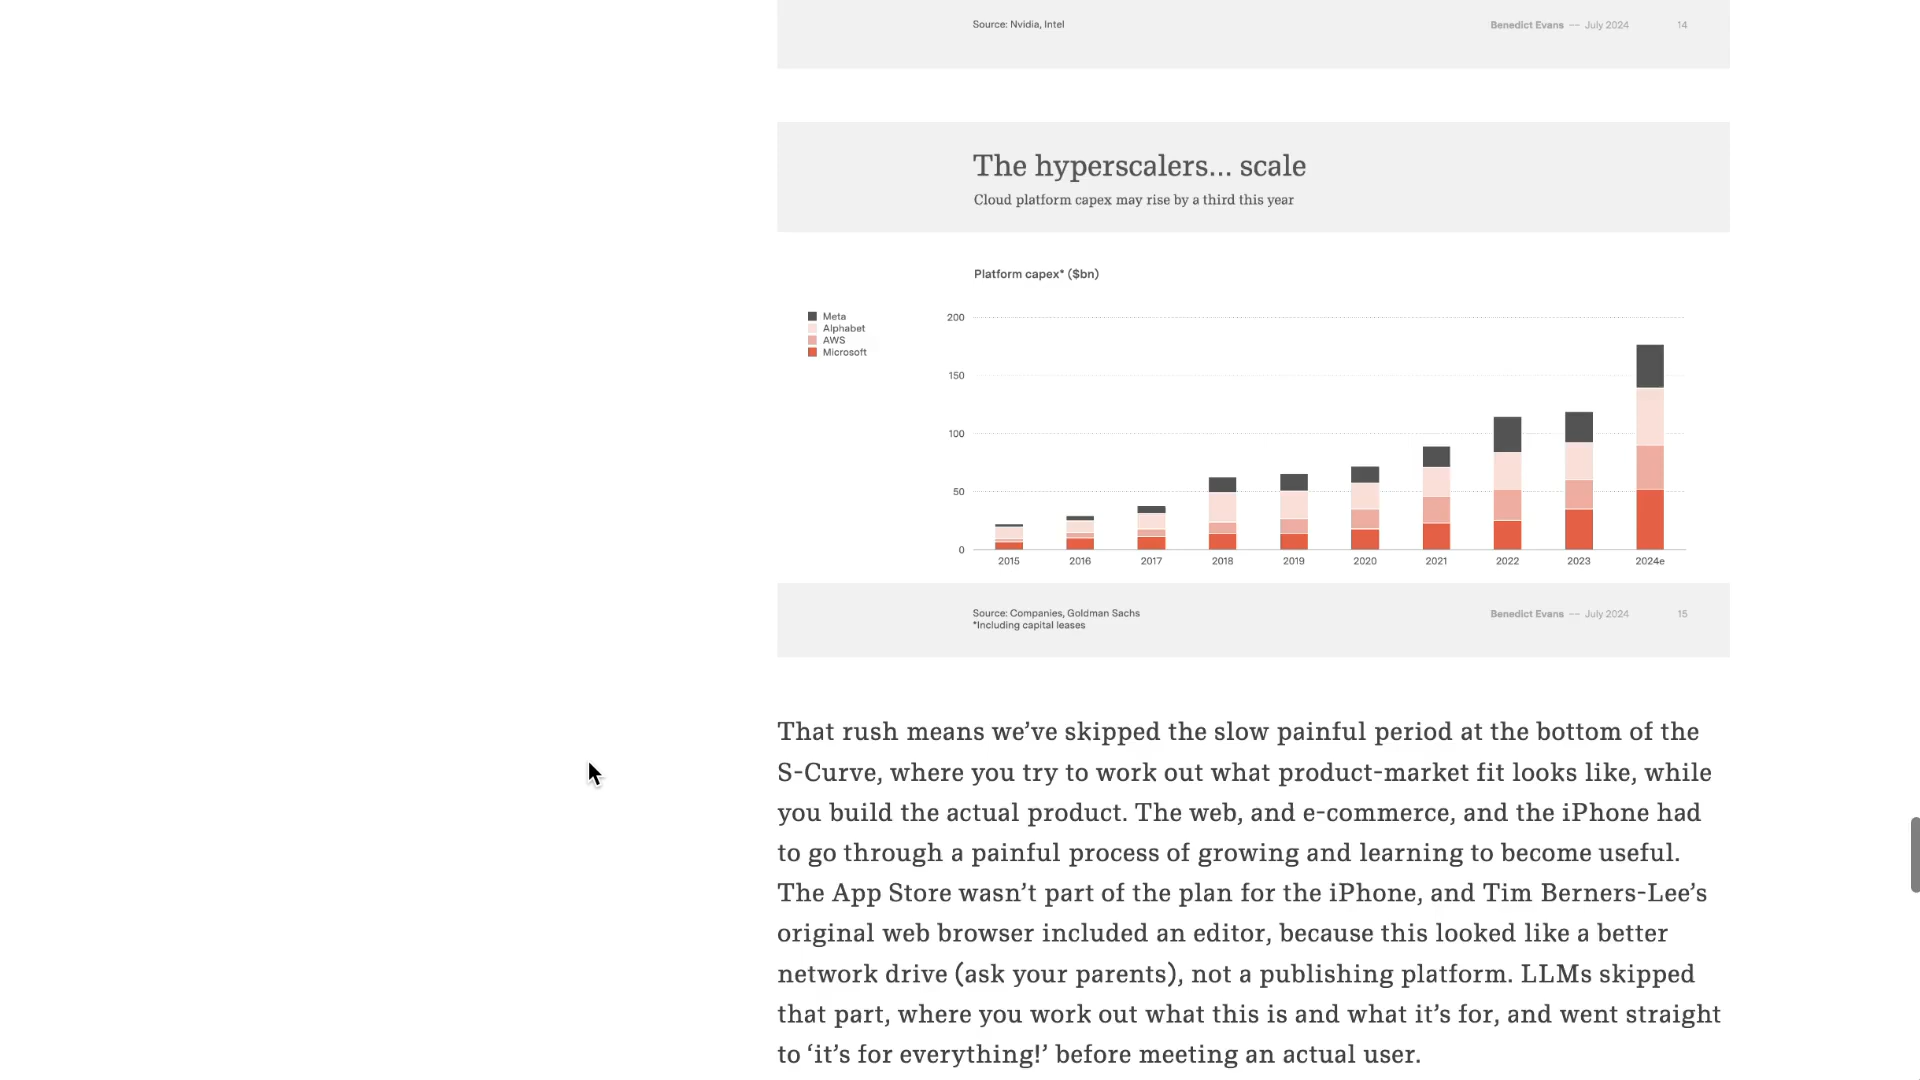 Source: Nvidia, Intel
Benedict Evans — July 2024 14
The hyperscalers... scale
Cloud platform capex may rise by a third this year
Platform capex* ($bn)
Meta
Alphabet
AWS
Microsoft
200
150
100
50
0
2015 2016 2017 2018 2019 2020 2021 2022 2023 2024e
Source: Companies, Goldman Sachs
*Including capital leases
Benedict Evans — July 2024 15
That rush means we’ve skipped the slow painful period at the bottom of the
S-Curve, where you try to work out what product-market fit looks like, while
you build the actual product. The web, and e-commerce, and the iPhone had
to go through a painful process of growing and learning to become useful.
The App Store wasn’t part of the plan for the iPhone, and Tim Berners-Lee’s
original web browser included an editor, because this looked like a better
network drive (ask your parents), not a publishing platform. LLMs skipped
that part, where you work out what this is and what it’s for, and went straight
to ‘it’s for everything!’ before meeting an actual user.